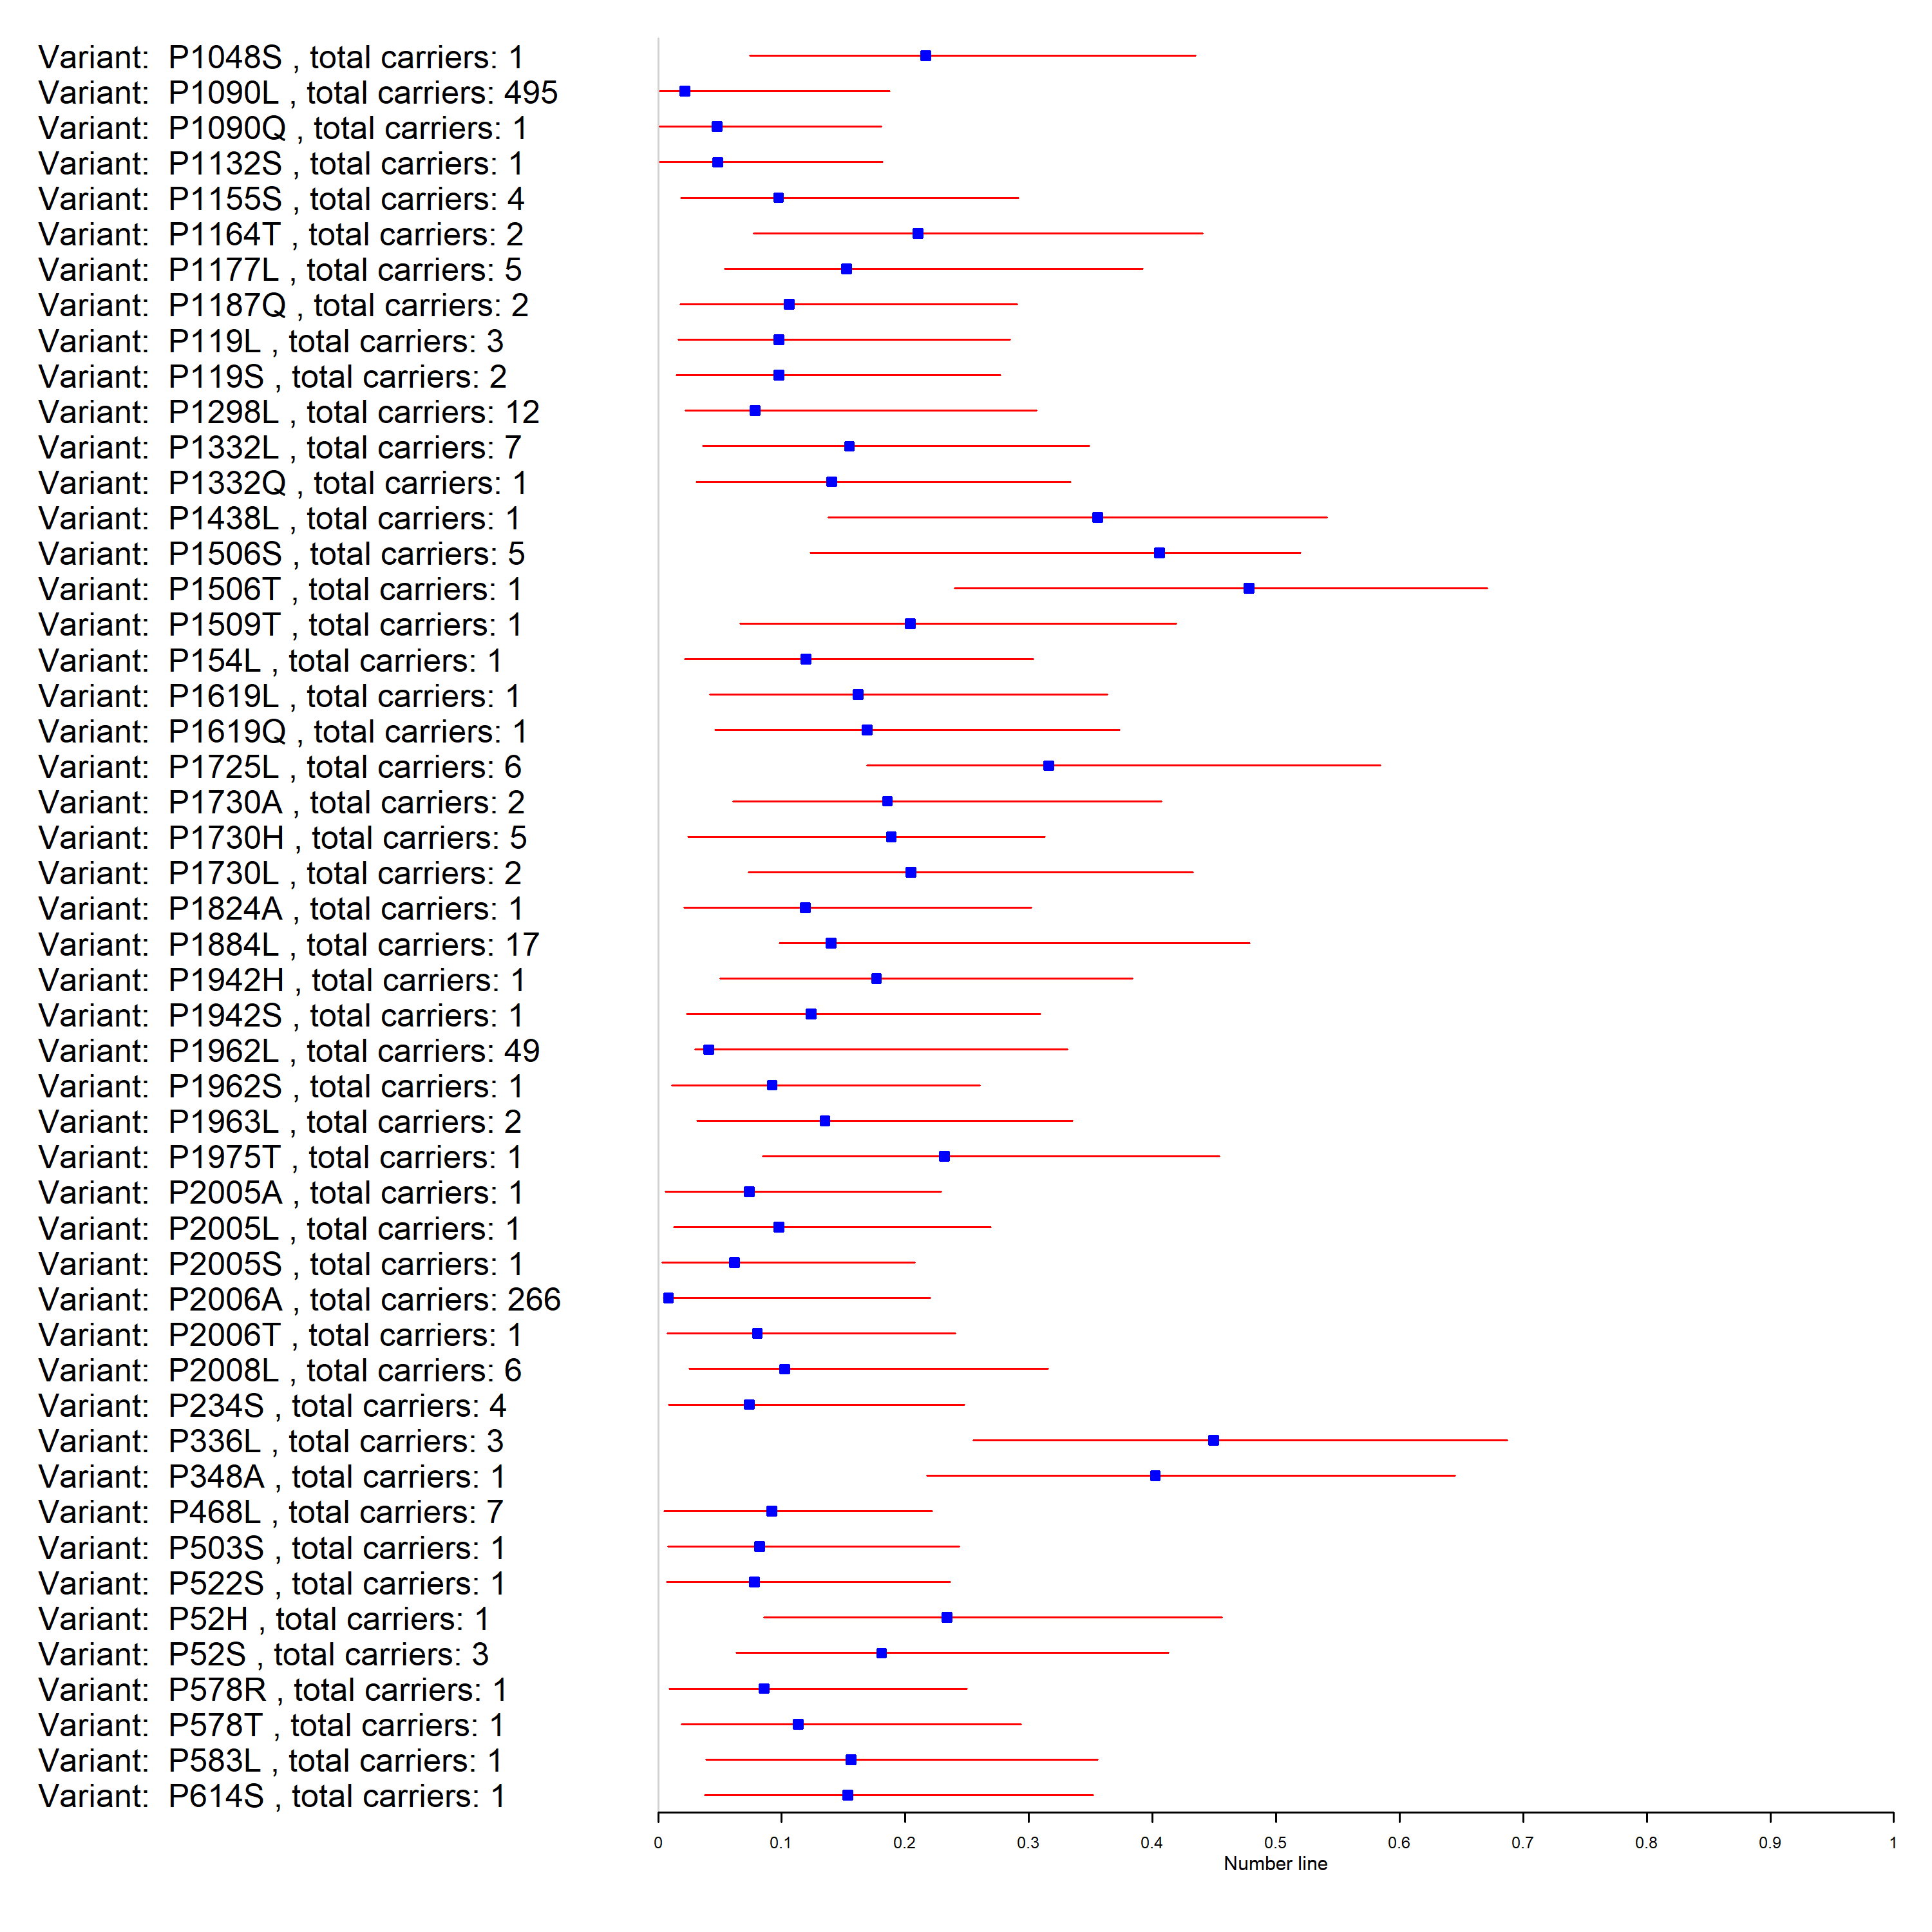 Variant: P1048S , total carriers: 1
Variant: P1090L , total carriers: 495
Variant: P1090Q , total carriers: 1
Variant: P1132S , total carriers: 1
Variant: P1155S , total carriers: 4
Variant: P1164T , total carriers: 2
Variant: P1177L , total carriers: 5
Variant: P1187Q , total carriers: 2
Variant: P119L , total carriers: 3
Variant: P119S , total carriers: 2
Variant: P1298L , total carriers: 12
Variant: P1332L , total carriers: 7
Variant: P1332Q , total carriers: 1
Variant: P1438L , total carriers: 1
Variant: P1506S , total carriers: 5
Variant: P1506T , total carriers: 1
Variant: P1509T , total carriers: 1
Variant: P154L , total carriers: 1
Variant: P1619L , total carriers: 1
Variant: P1619Q , total carriers: 1
Variant: P1725L , total carriers: 6
Variant: P1730A , total carriers: 2
Variant: P1730H , total carriers: 5
Variant: P1730L , total carriers: 2
Variant: P1824A , total carriers: 1
Variant: P1884L , total carriers: 17
Variant: P1942H , total carriers: 1
Variant: P1942S , total carriers: 1
Variant: P1962L , total carriers: 49
Variant: P1962S , total carriers: 1
Variant: P1963L , total carriers: 2
Variant: P1975T , total carriers: 1
Variant: P2005A , total carriers: 1
Variant: P2005L , total carriers: 1
Variant: P2005S , total carriers: 1
Variant: P2006A , total carriers: 266
Variant: P2006T , total carriers: 1
Variant: P2008L , total carriers: 6
Variant: P234S , total carriers: 4
Variant: P336L , total carriers: 3
Variant: P348A , total carriers: 1
Variant: P468L , total carriers: 7
Variant: P503S , total carriers: 1
Variant: P522S , total carriers: 1
Variant: P52H , total carriers: 1
Variant: P52S , total carriers: 3
Variant: P578R , total carriers: 1
Variant: P578T , total carriers: 1
Variant: P583L , total carriers: 1
Variant: P614S , total carriers: 1
0 0.1 0.2 0.3 0.4 0.5 0.6 0.7 0.8 0.9 1
Number line